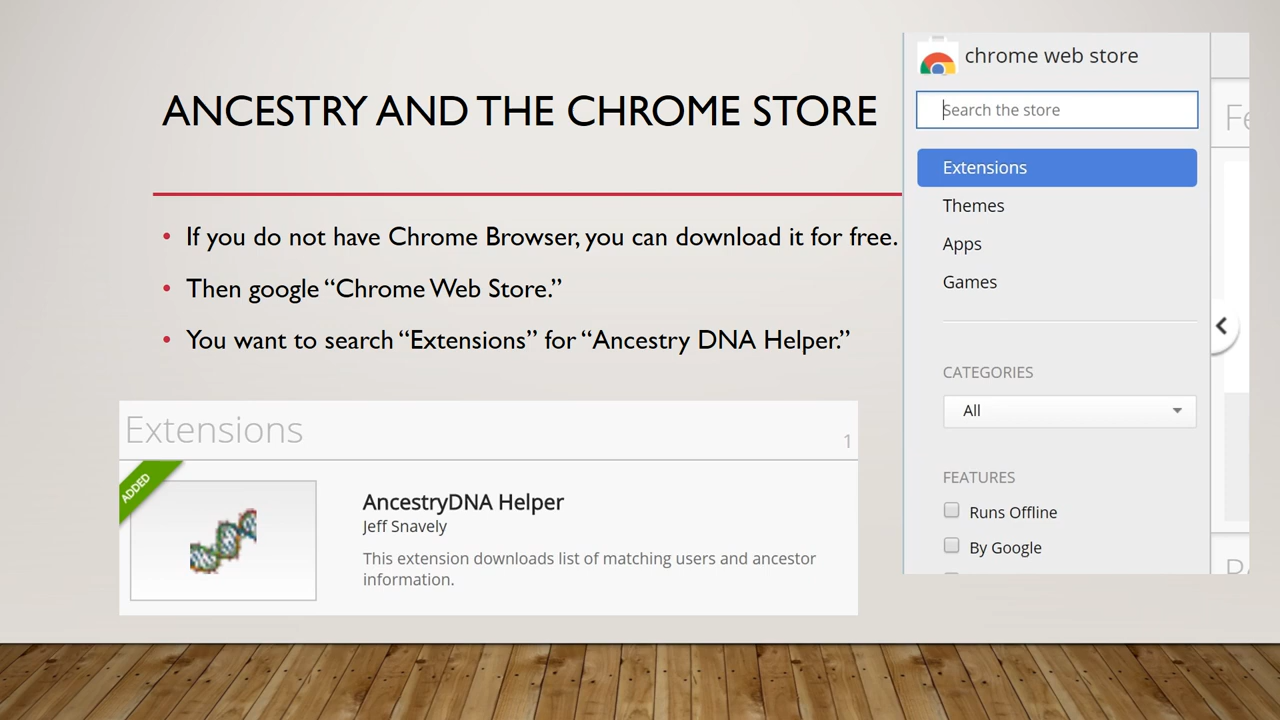 ANCESTRY AND THE CHROME STORE
• If you do not have Chrome Browser, you can download it for free.
• Then google “Chrome Web Store.”
• You want to search “Extensions” for “Ancestry DNA Helper.”
Extensions
1
ADDED
AncestryDNA Helper
Jeff Snavely
This extension downloads list of matching users and ancestor
information.
chrome web store
Search the store
Extensions
Themes
Apps
Games
CATEGORIES
All
FEATURES
Runs Offline
By Google
Fe